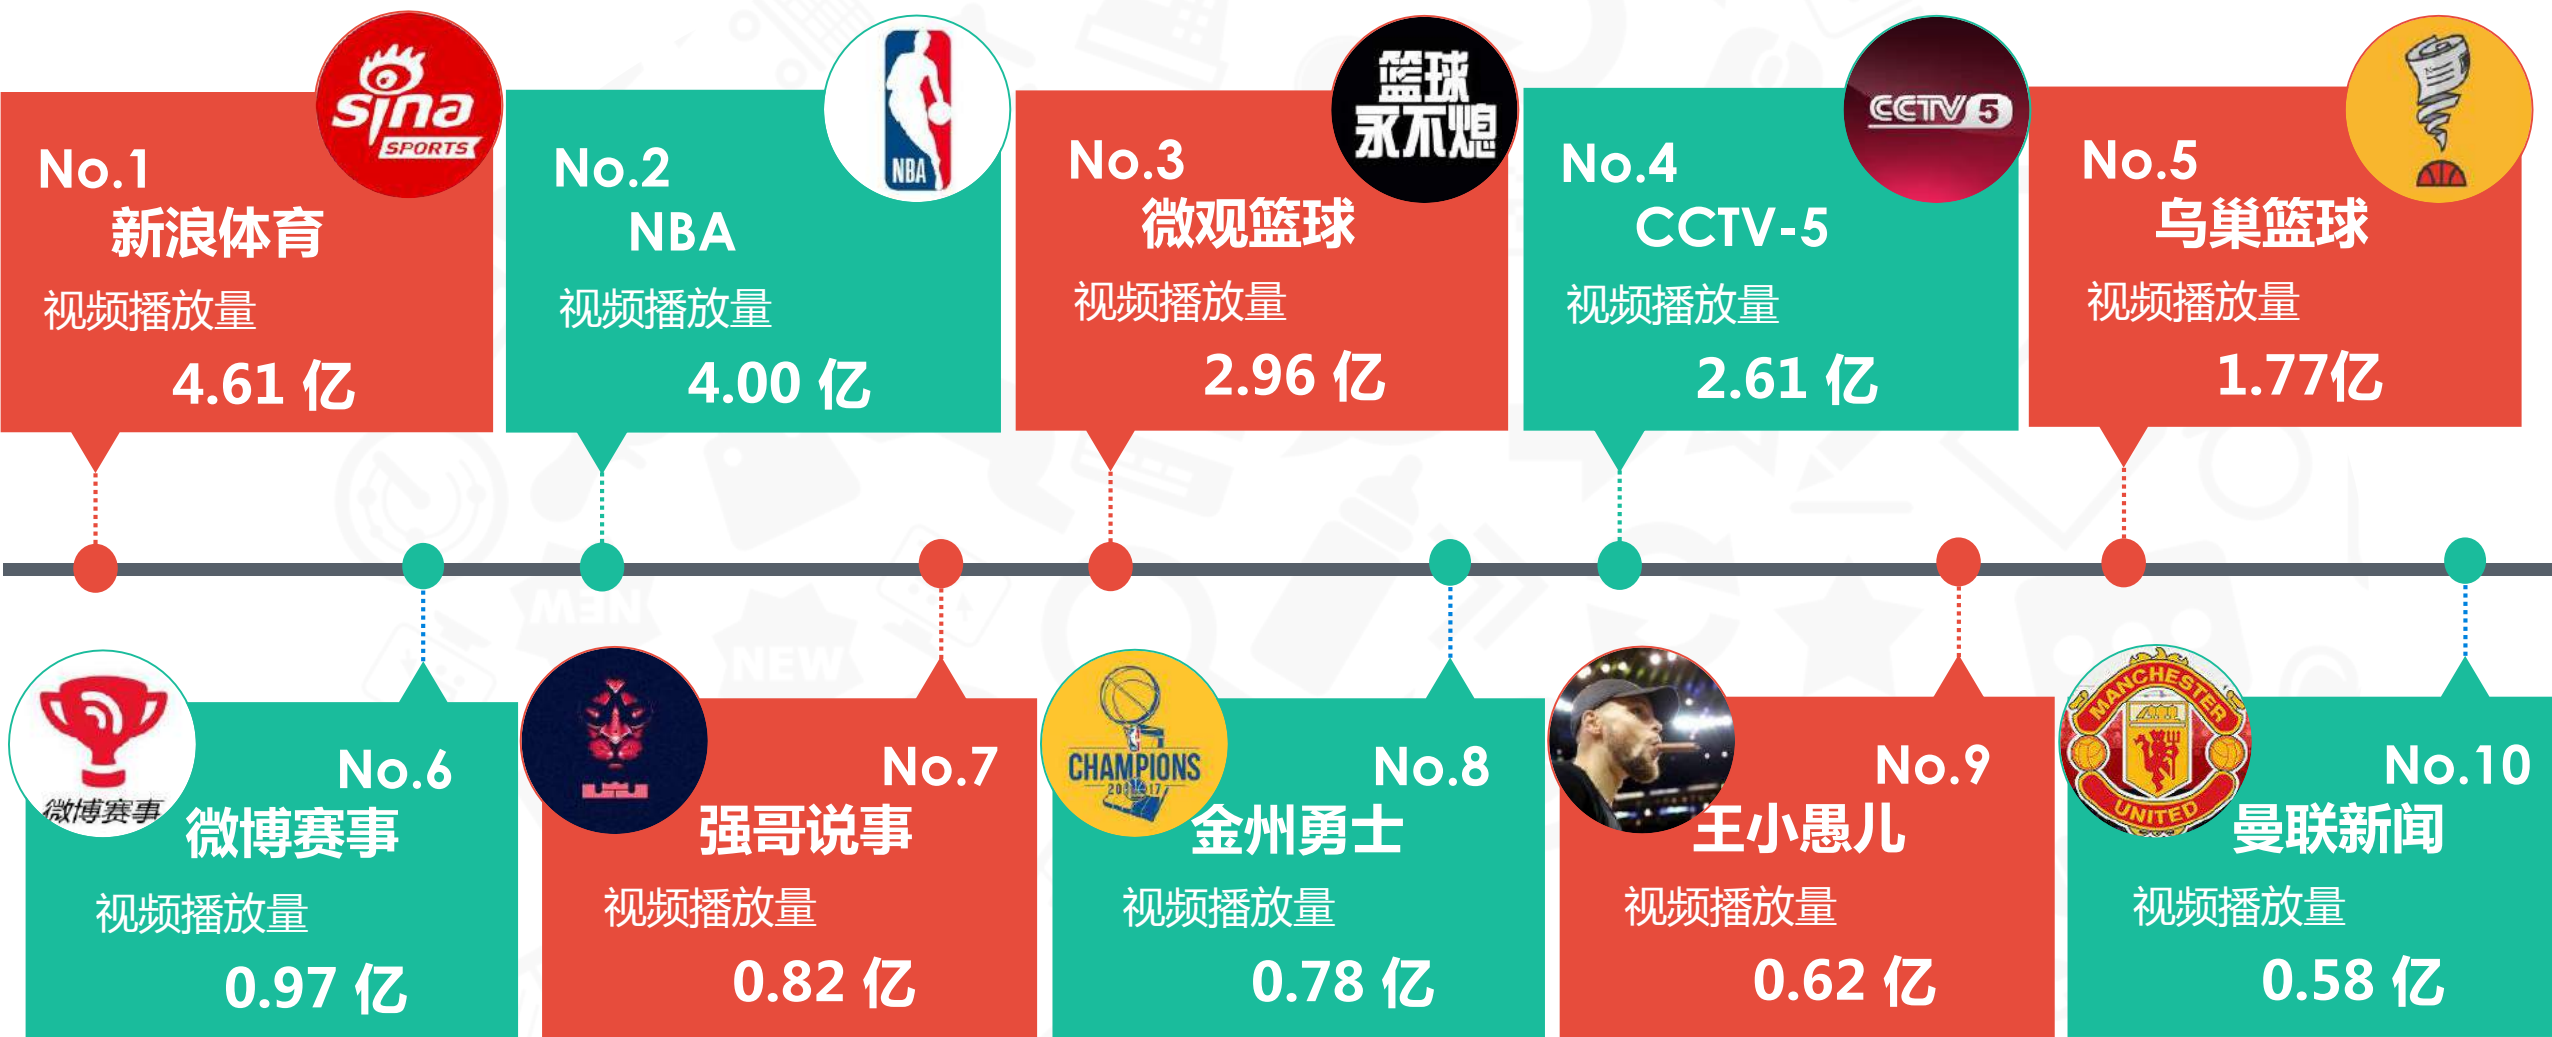 sina
SPORTS
No.1
新浪体育
视频播放量
4.61 亿
NBA
No.2
NBA
视频播放量
4.00 亿
篮球
永不熄
No.3
微观篮球
视频播放量
2.96 亿
CCTV 5
No.4
CCTV-5
视频播放量
2.61 亿
No.5
乌巢篮球
视频播放量
1.77亿
NEW
NEW
微博赛事
No.6
微博赛事
视频播放量
0.97 亿
No.7
强哥说事
视频播放量
0.82 亿
CHAMPIONS
No.8
金州勇士
视频播放量
0.78 亿
No.9
王小愚儿
视频播放量
0.62 亿
MANCHESTER
UNITED
No.10
曼联新闻
视频播放量
0.58 亿